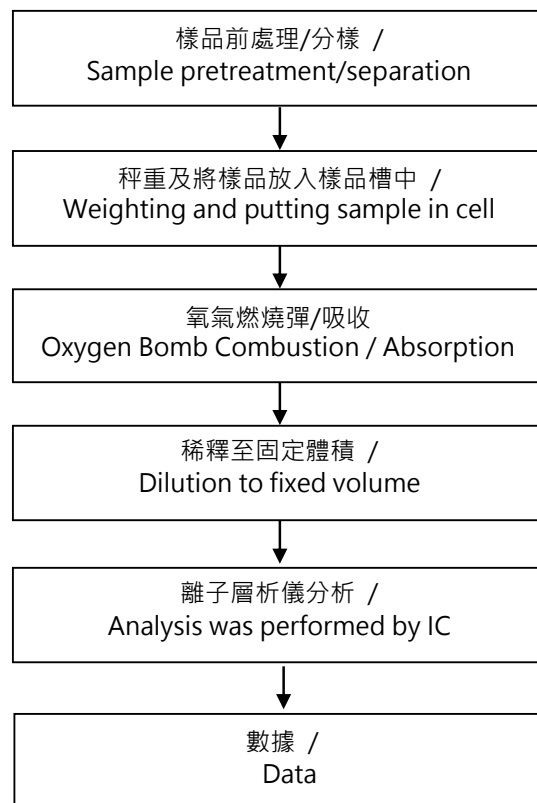 樣品前處理/分樣 /
Sample pretreatment/separation
秤重及將樣品放入樣品槽中 /
Weighting and putting sample in cell
氧氣燃燒彈/吸收
Oxygen Bomb Combustion / Absorption
稀釋至固定體積 /
Dilution to fixed volume
離子層析儀分析 /
Analysis was performed by IC
數據 /
Data